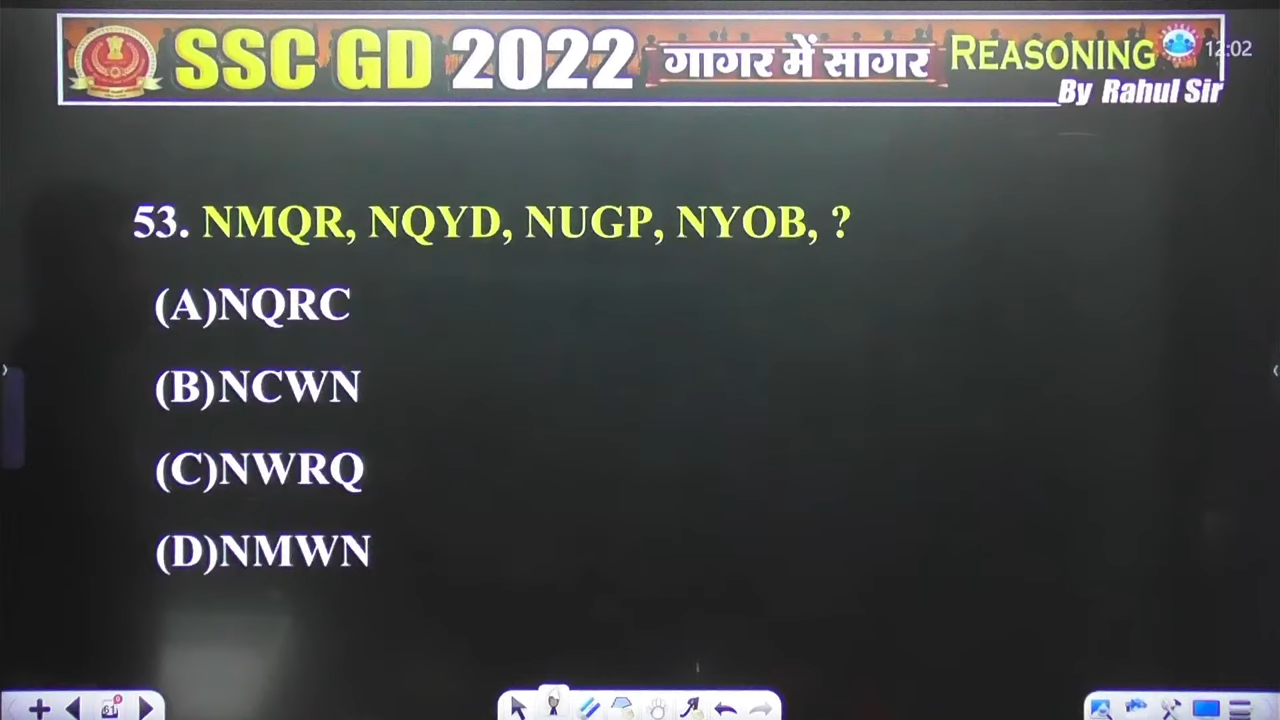 SSC GD 2022 गागर में सागर REASONING 12:02
By Rahul Sir
53. NMQR, NQYD, NUGP, NYOB, ?
(A)NQRC
(B)NCWN
(C)NWRQ
(D)NMWN
61